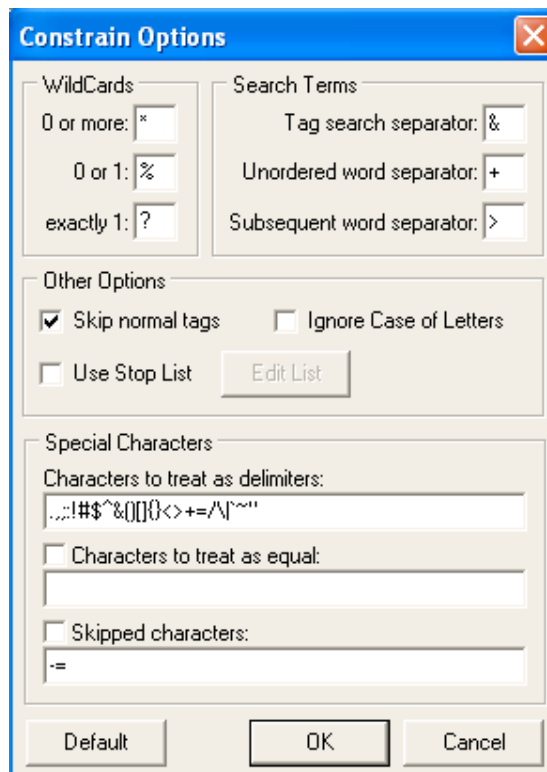 Constrain Options
WildCards
0 or more: *
0 or 1: %
exactly 1: ?
Search Terms
Tag search separator: &
Unordered word separator: +
Subsequent word separator: >
Other Options
Skip normal tags
Ignore Case of Letters
Use Stop List
Edit List
Special Characters
Characters to treat as delimiters:
.,;:!#$^&()[]{}<>+=/\|`~"
Characters to treat as equal:
Skipped characters:
-=
Default
OK
Cancel